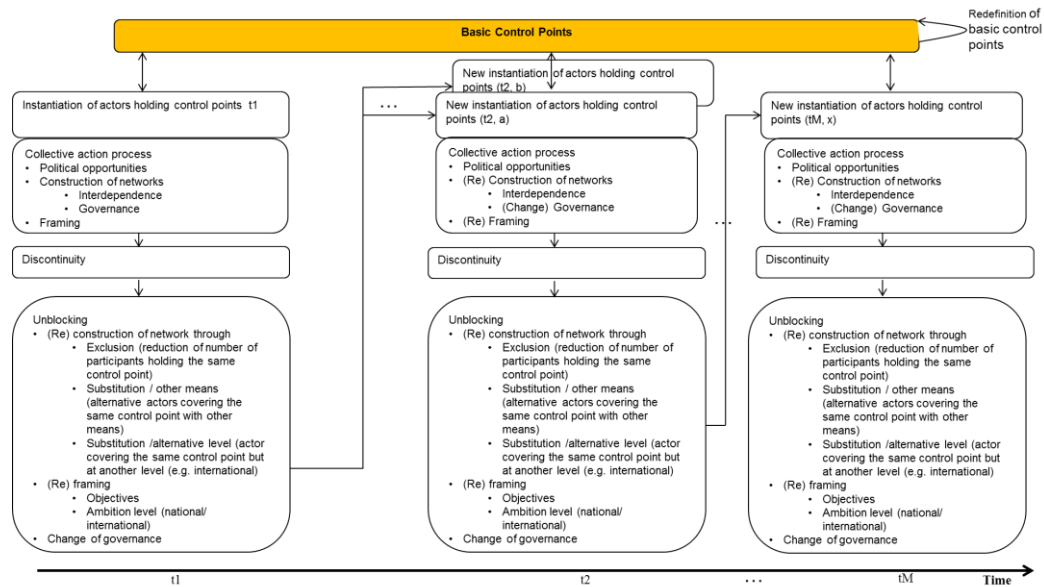 Basic Control Points
Redefinition of
basic control
points
Instantiation of actors holding control points t1
Collective action process
• Political opportunities
• Construction of networks
• Interdependence
• Governance
• Framing
Discontinuity
Unblocking
• (Re) construction of network through
• Exclusion (reduction of number of
participants holding the same
control point)
• Substitution / other means
(alternative actors covering the
same control point with other
means)
• Substitution /alternative level (actor
covering the same control point but
at another level (e.g. international)
• (Re) framing
• Objectives
• Ambition level (national/
international)
• Change of governance
...
New instantiation of actors holding control
points (t2, b)
New instantiation of actors holding control
points (t2, a)
Collective action process
• Political opportunities
• (Re) Construction of networks
• Interdependence
• (Change) Governance
• (Re) Framing
Discontinuity
Unblocking
• (Re) construction of network through
• Exclusion (reduction of number of
participants holding the same
control point)
• Substitution / other means
(alternative actors covering the
same control point with other
means)
• Substitution /alternative level (actor
covering the same control point but
at another level (e.g. international)
• (Re) framing
• Objectives
• Ambition level (national/
international)
• Change of governance
...
New instantiation of actors holding control
points (tM, x)
Collective action process
• Political opportunities
• (Re) Construction of networks
• Interdependence
• (Change) Governance
• (Re) Framing
Discontinuity
Unblocking
• (Re) construction of network through
• Exclusion (reduction of number of
participants holding the same
control point)
• Substitution / other means
(alternative actors covering the
same control point with other
means)
• Substitution /alternative level (actor
covering the same control point but
at another level (e.g. international)
• (Re) framing
• Objectives
• Ambition level (national/
international)
• Change of governance
t1 t2 ... tM Time